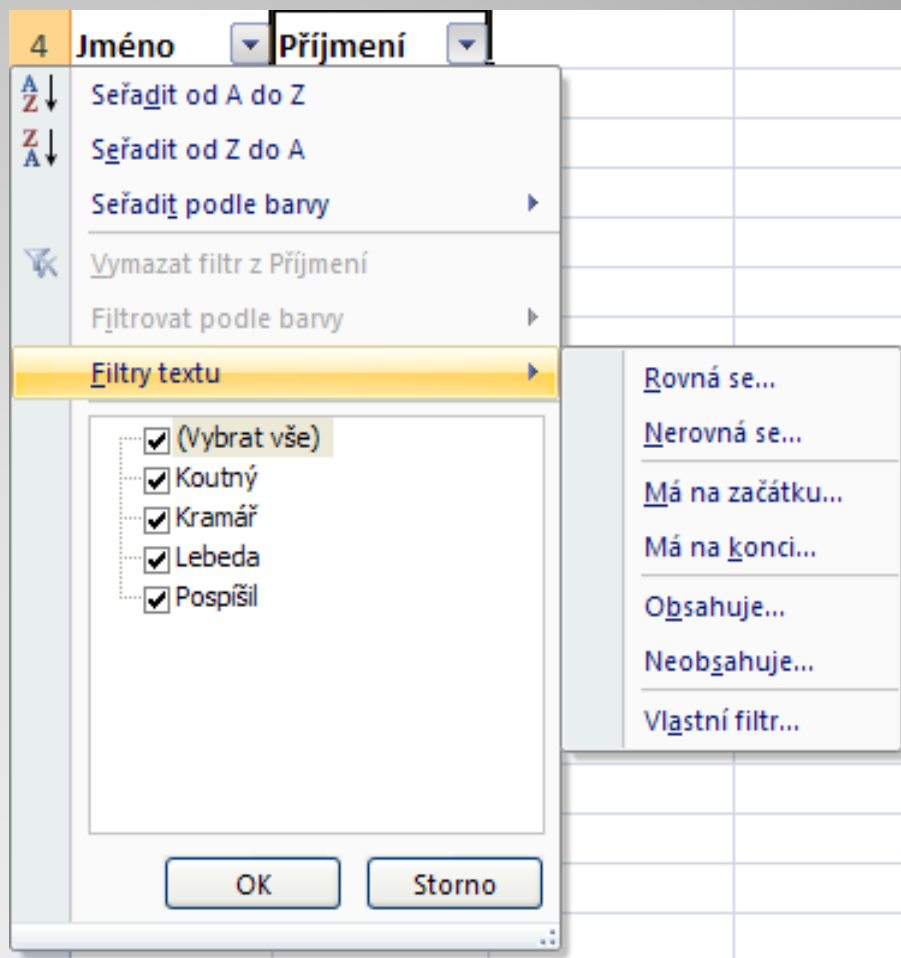 4 Jméno Příjmení
Seřadit od A do Z
Seřadit od Z do A
Seřadit podle barvy
Vymazat filtr z Příjmení
Filtrovat podle barvy
Filtry textu
(Vybrat vše)
Koutný
Kramář
Lebeda
Pospíšil
OK Storno
Rovná se...
Nerovná se...
Má na začátku...
Má na konci...
Obsahuje...
Neobsahuje...
Vlastní filtr...